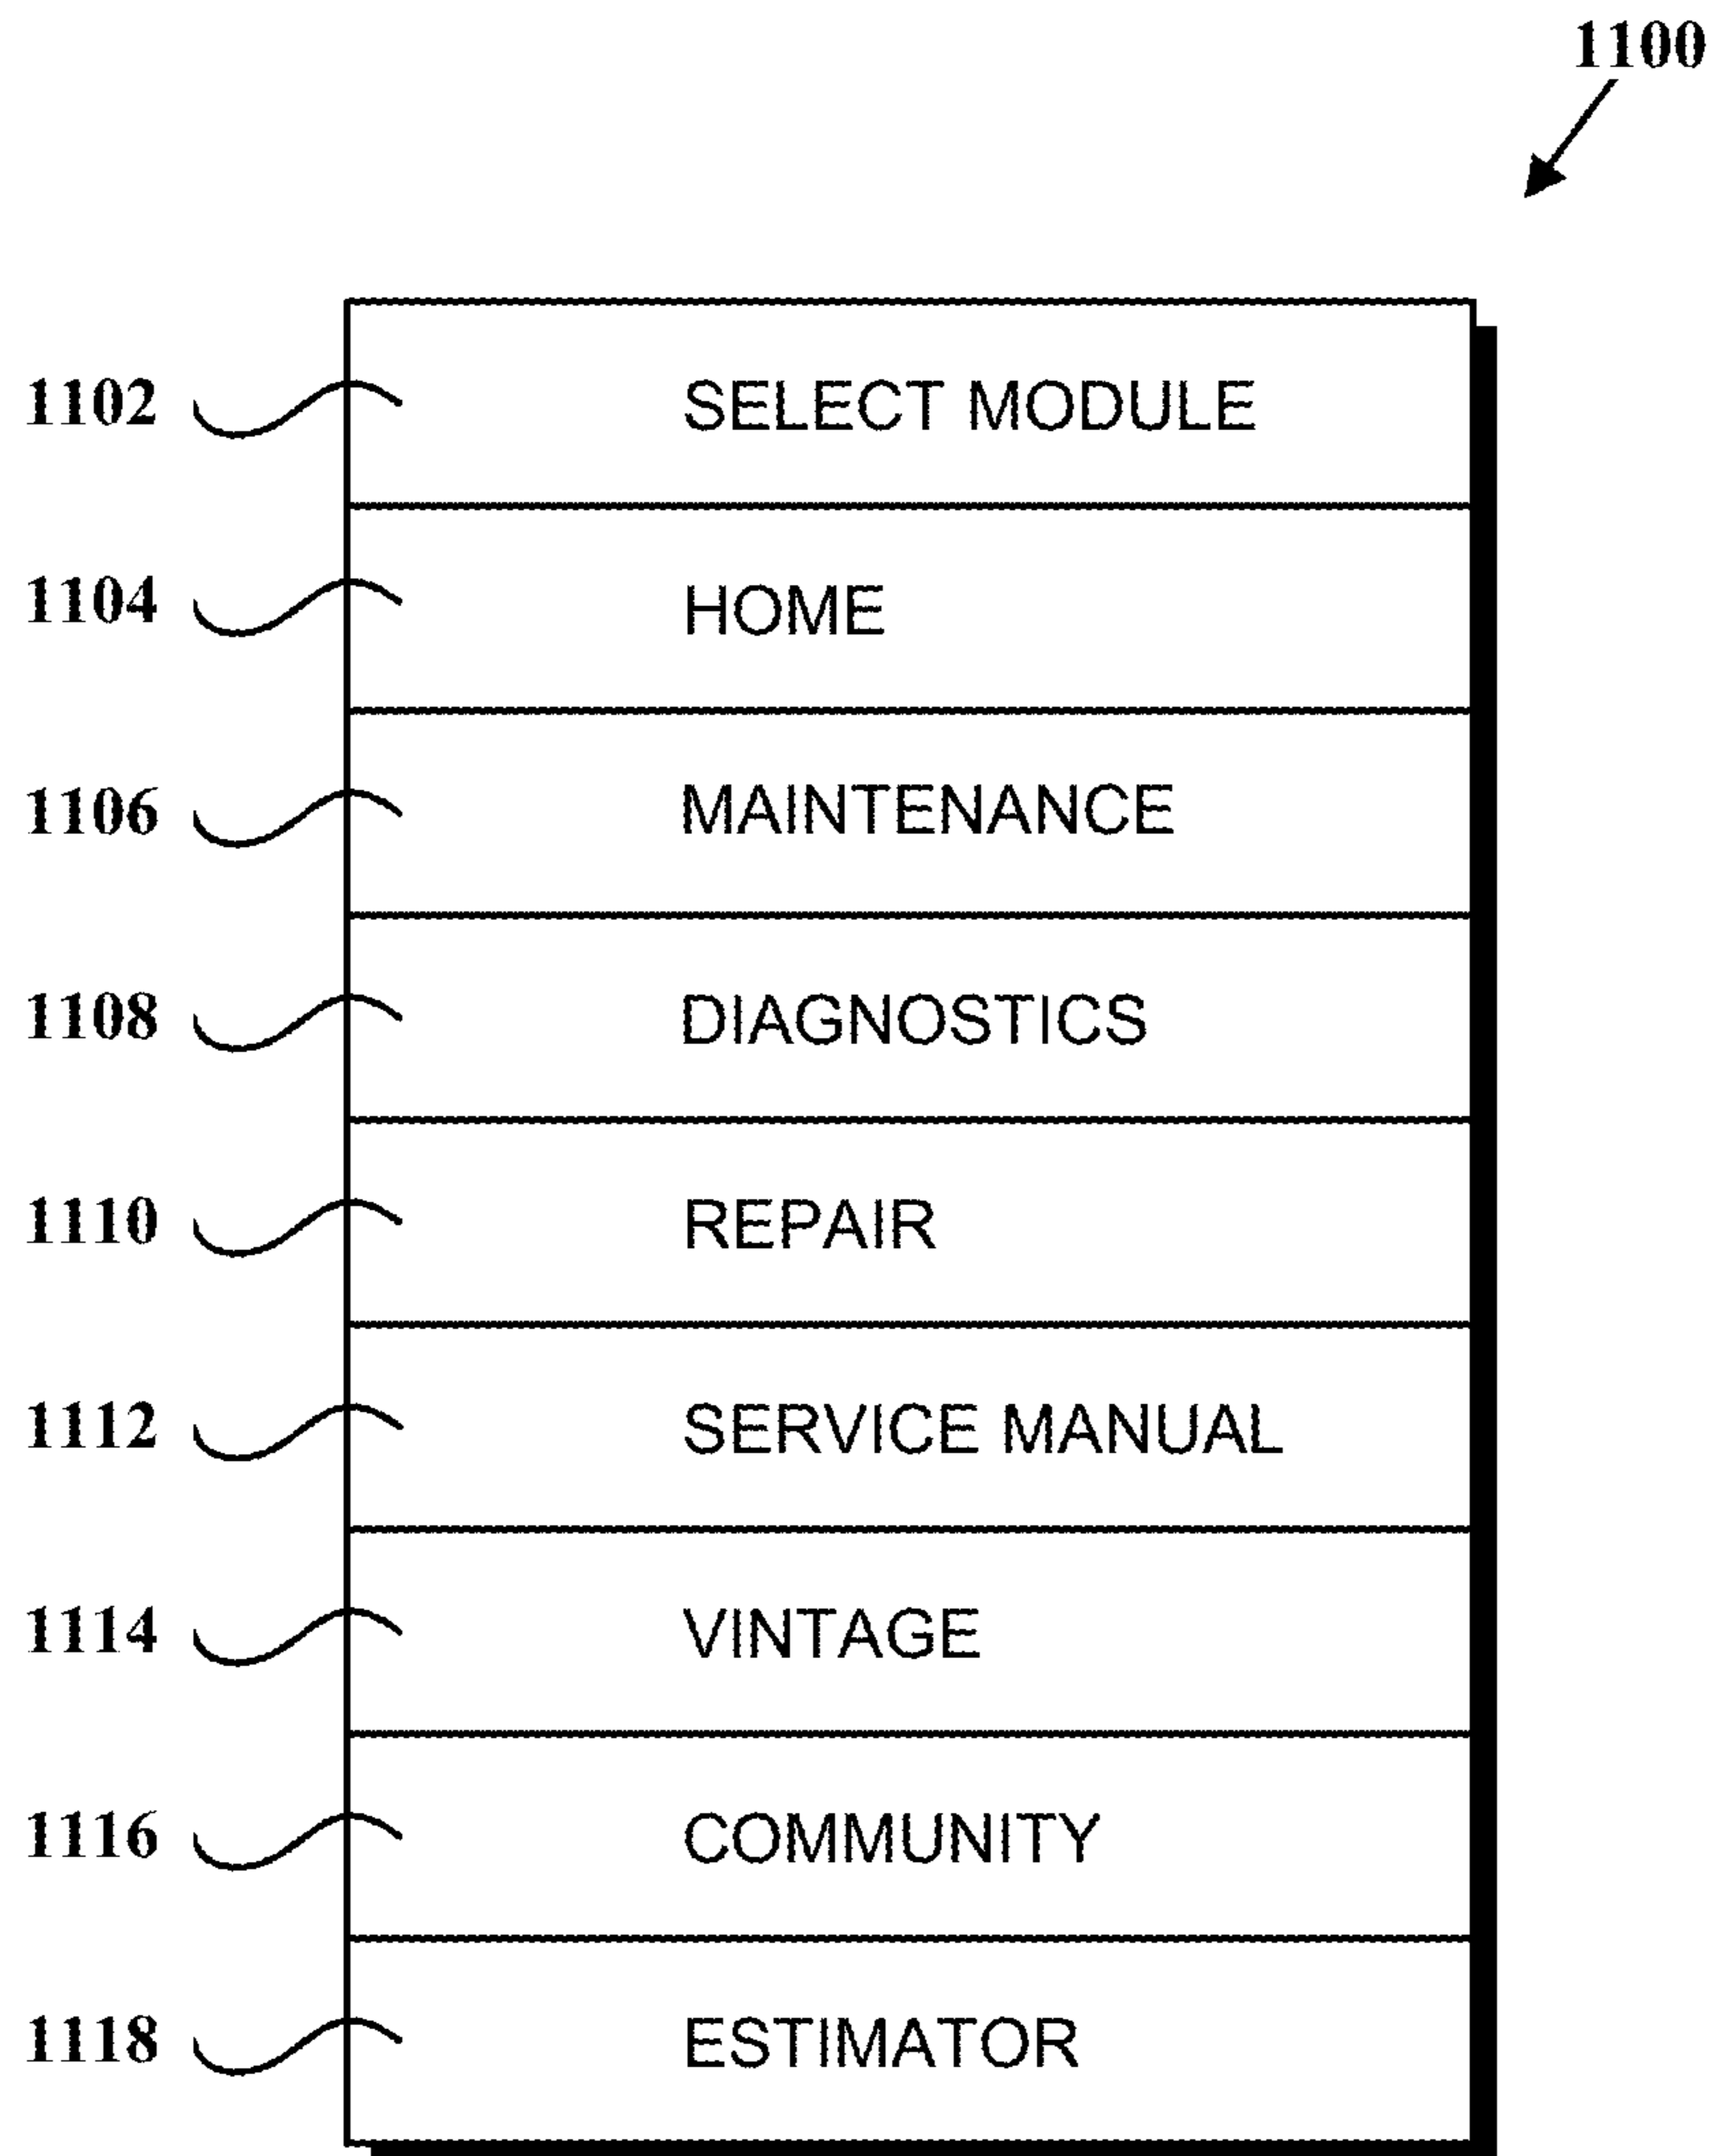 1100
1102 SELECT MODULE
1104 HOME
1106 MAINTENANCE
1108 DIAGNOSTICS
1110 REPAIR
1112 SERVICE MANUAL
1114 VINTAGE
1116 COMMUNITY
1118 ESTIMATOR